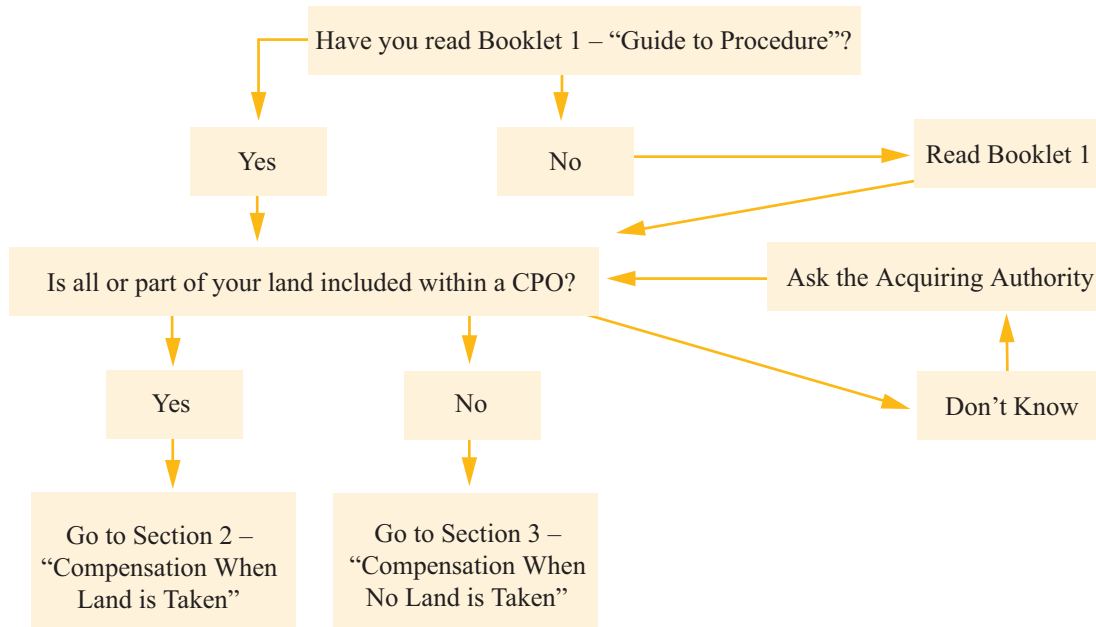 Have you read Booklet 1 – “Guide to Procedure”?
Yes
No
Read Booklet 1
Is all or part of your land included within a CPO?
Ask the Acquiring Authority
Yes
No
Don’t Know
Go to Section 2 –
“Compensation When
Land is Taken”
Go to Section 3 –
“Compensation When
No Land is Taken”